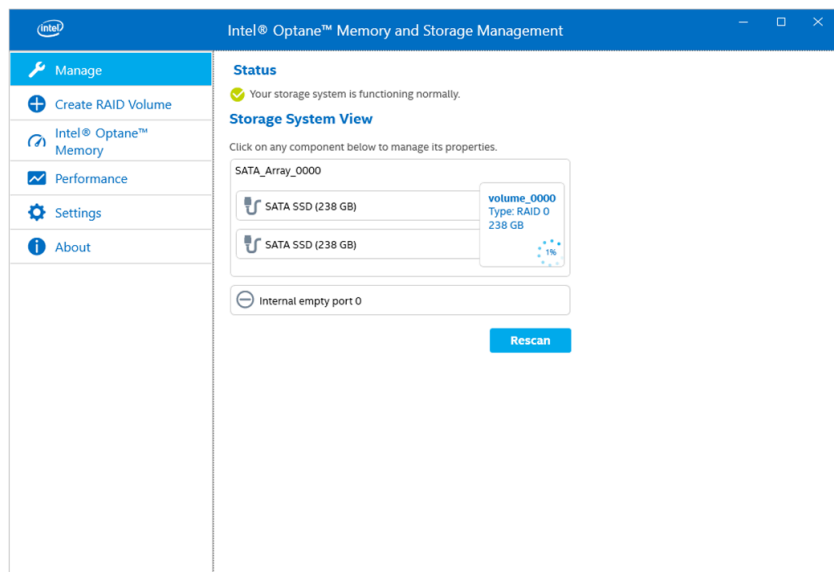 intel
Intel® Optane™ Memory and Storage Management
Manage
Create RAID Volume
Intel® Optane™
Memory
Performance
Settings
About
Status
Your storage system is functioning normally.
Storage System View
Click on any component below to manage its properties.
SATA_Array_0000
SATA SSD (238 GB)
SATA SSD (238 GB)
volume_0000
Type: RAID 0
238 GB
1%
Internal empty port 0
Rescan